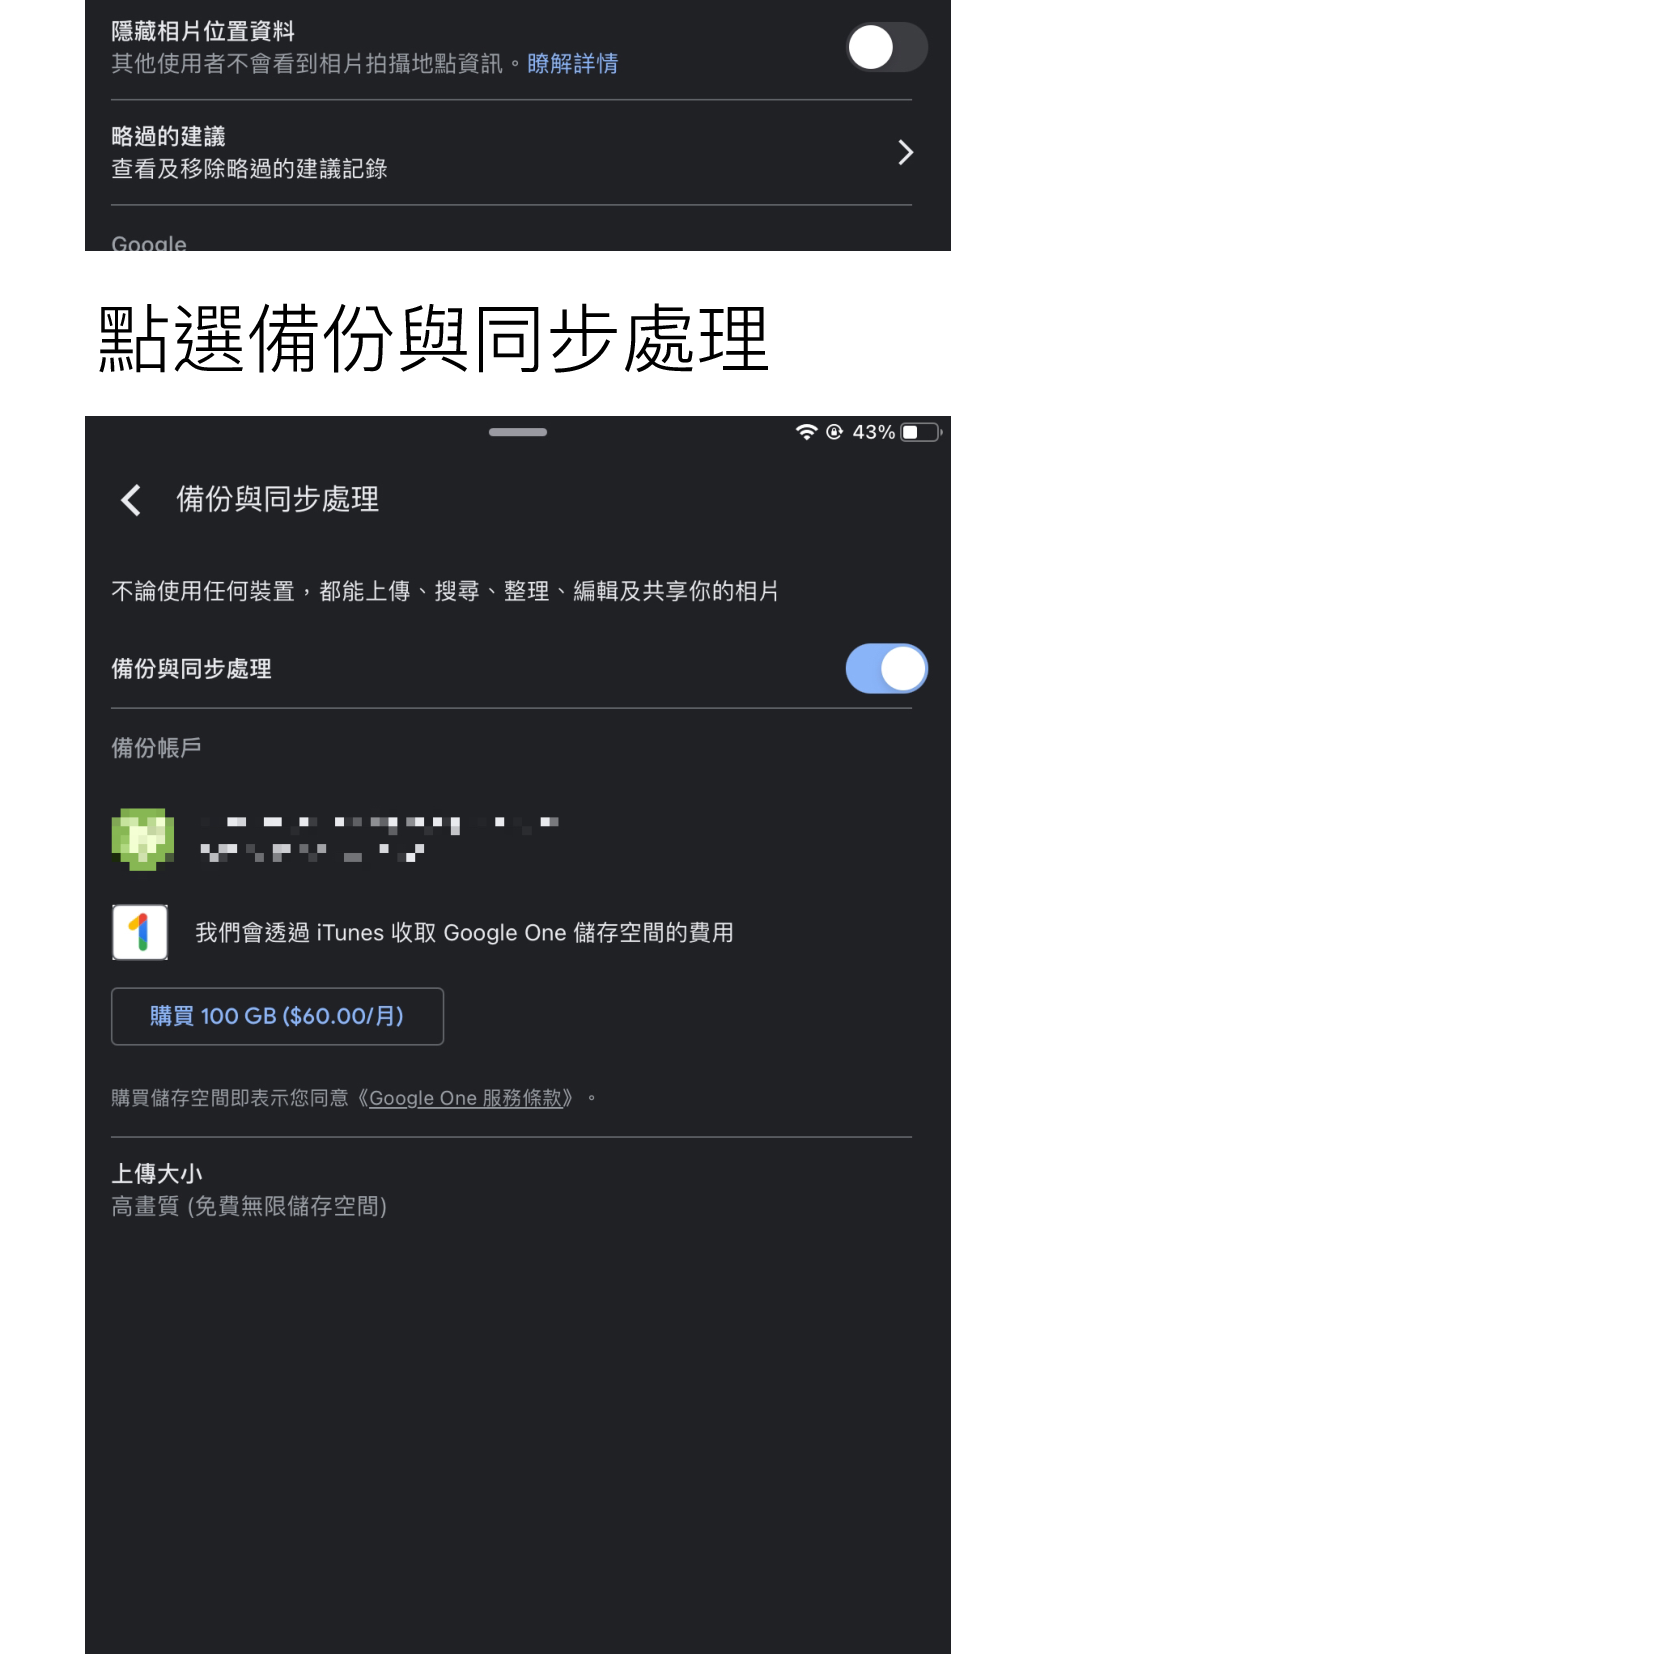 隱藏相片位置資料
其他使用者不會看到相片拍攝地點資訊。瞭解詳情
略過的建議
查看及移除略過的建議記錄
Google
點選備份與同步處理
43%
備份與同步處理
不論使用任何裝置，都能上傳、搜尋、整理、編輯及共享你的相片
備份與同步處理
備份帳戶
我們會透過 iTunes 收取 Google One 儲存空間的費用
購買 100 GB ($60.00/月)
購買儲存空間即表示您同意《Google One 服務條款》。
上傳大小
高畫質 (免費無限儲存空間)